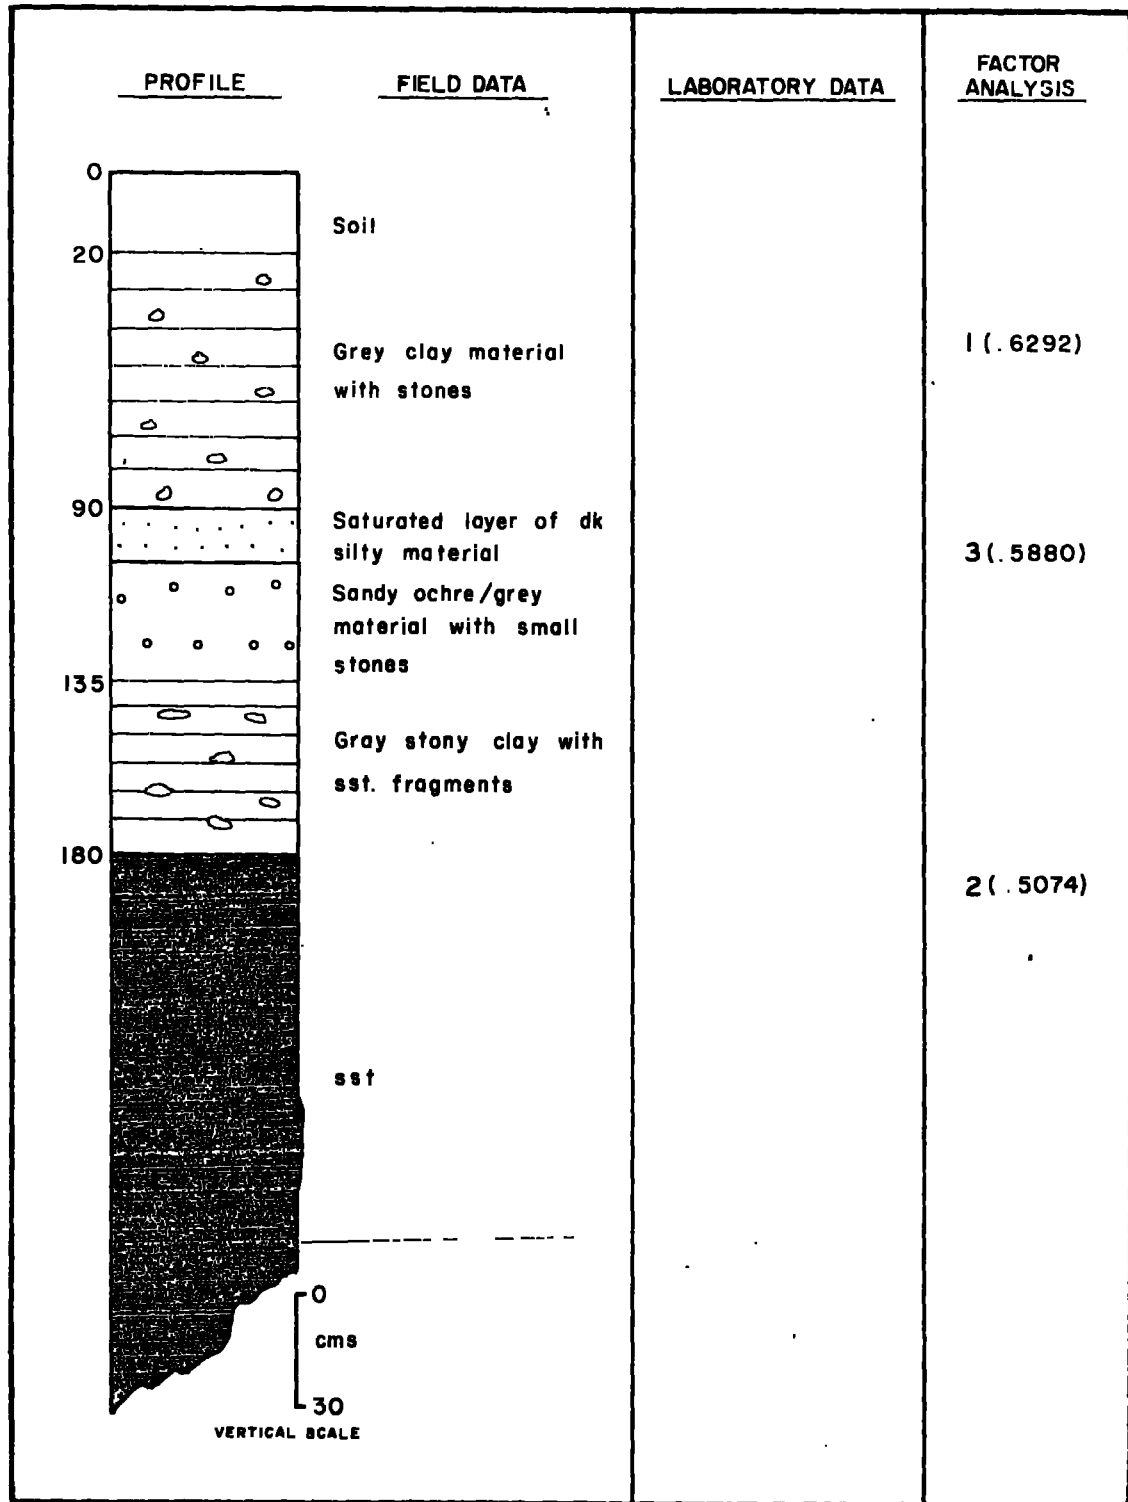 PROFILE
FIELD DATA
LABORATORY DATA
FACTOR
ANALYSIS
0
Soil
20
Grey clay material
with stones
1 (.6292)
90
Saturated layer of dk
silty material
3 (.5880)
Sandy ochre/grey
material with small
stones
135
Gray stony clay with
sst. fragments
180
2 (.5074)
sst
0
cms
30
VERTICAL SCALE